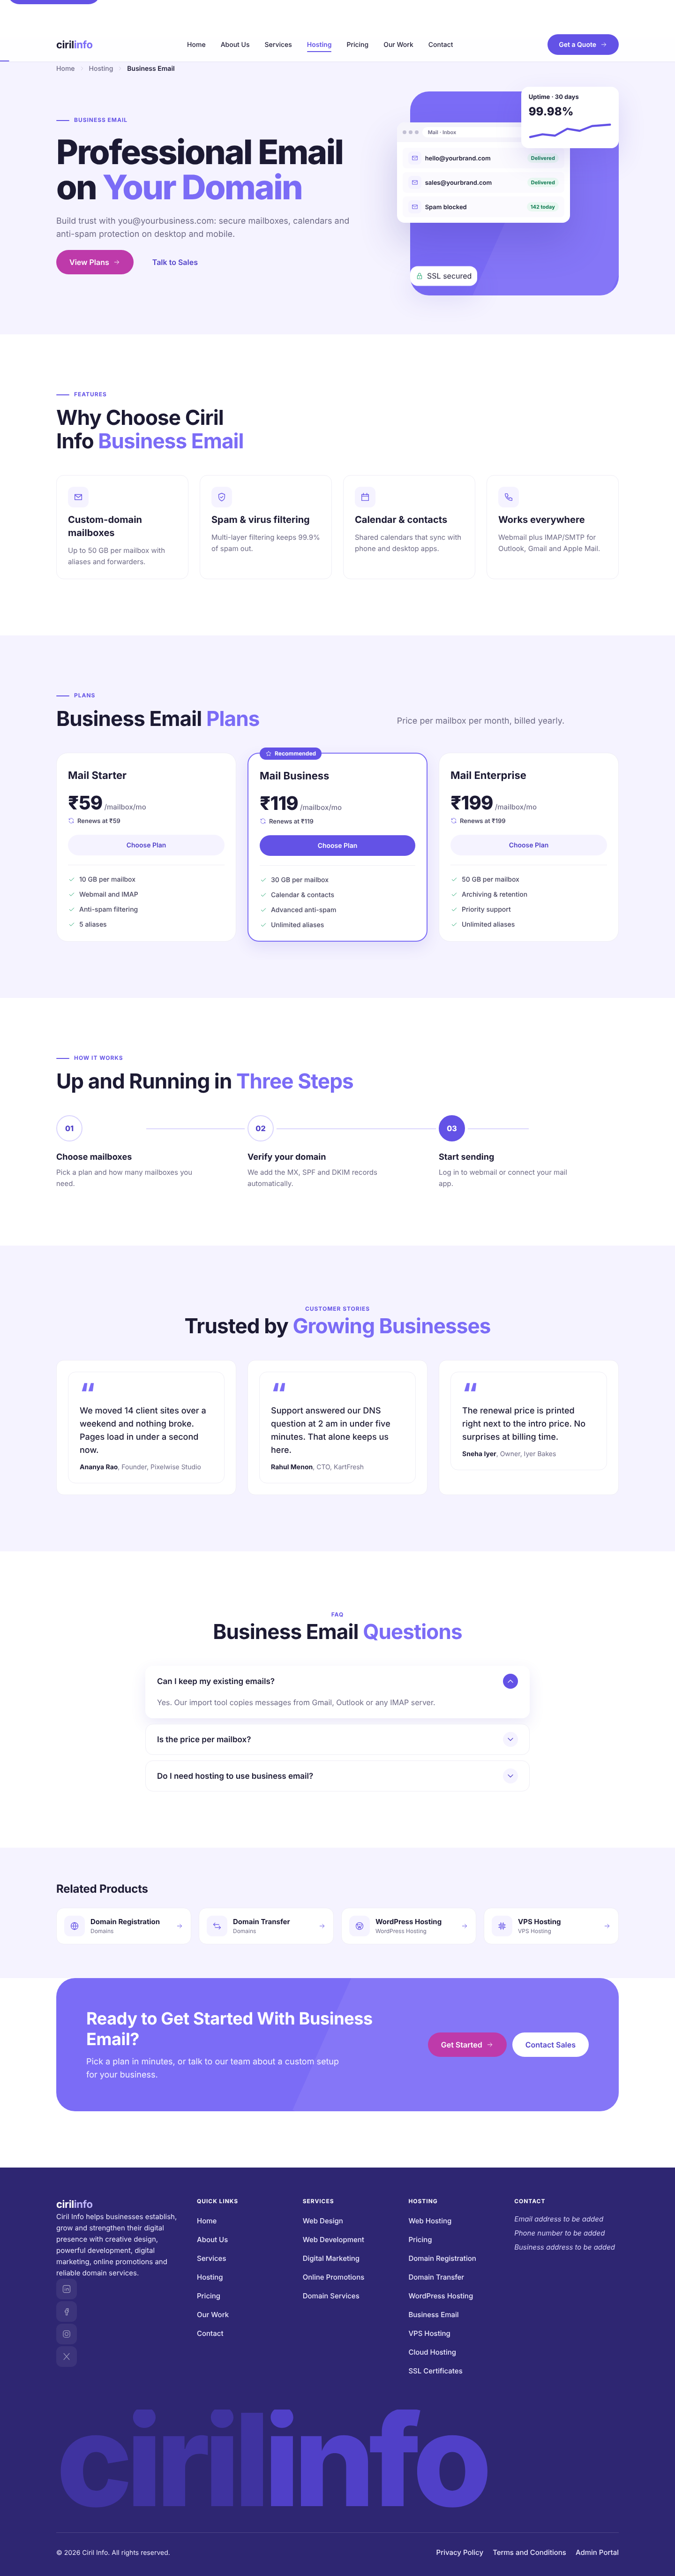 cirilinfo
Home About Us Services Hosting Pricing Our Work Contact
Get a Quote
Home Hosting Business Email
BUSINESS EMAIL
Professional Email
on Your Domain
Build trust with you@yourbusiness.com: secure mailboxes, calendars and
anti-spam protection on desktop and mobile.
View Plans
Talk to Sales
Uptime · 30 days
99.98%
Mail · Inbox
hello@yourbrand.com Delivered
sales@yourbrand.com Delivered
Spam blocked 142 today
SSL secured
FEATURES
Why Choose Ciril
Info Business Email
Custom-domain
mailboxes
Up to 50 GB per mailbox with
aliases and forwarders.
Spam & virus filtering
Multi-layer filtering keeps 99.9%
of spam out.
Calendar & contacts
Shared calendars that sync with
phone and desktop apps.
Works everywhere
Webmail plus IMAP/SMTP for
Outlook, Gmail and Apple Mail.
PLANS
Business Email Plans
Price per mailbox per month, billed yearly.
Mail Starter
₹59 /mailbox/mo
Renews at ₹59
Choose Plan
10 GB per mailbox
Webmail and IMAP
Anti-spam filtering
5 aliases
Recommended
Mail Business
₹119 /mailbox/mo
Renews at ₹119
Choose Plan
30 GB per mailbox
Calendar & contacts
Advanced anti-spam
Unlimited aliases
Mail Enterprise
₹199 /mailbox/mo
Renews at ₹199
Choose Plan
50 GB per mailbox
Archiving & retention
Priority support
Unlimited aliases
HOW IT WORKS
Up and Running in Three Steps
01
Choose mailboxes
Pick a plan and how many mailboxes you
need.
02
Verify your domain
We add the MX, SPF and DKIM records
automatically.
03
Start sending
Log in to webmail or connect your mail
app.
CUSTOMER STORIES
Trusted by Growing Businesses
“
We moved 14 client sites over a
weekend and nothing broke.
Pages load in under a second
now.
Ananya Rao, Founder, Pixelwise Studio
“
Support answered our DNS
question at 2 am in under five
minutes. That alone keeps us
here.
Rahul Menon, CTO, KartFresh
“
The renewal price is printed
right next to the intro price. No
surprises at billing time.
Sneha Iyer, Owner, Iyer Bakes
FAQ
Business Email Questions
Can I keep my existing emails?
Yes. Our import tool copies messages from Gmail, Outlook or any IMAP server.
Is the price per mailbox?
Do I need hosting to use business email?
Related Products
Domain Registration
Domains
Domain Transfer
Domains
WordPress Hosting
WordPress Hosting
VPS Hosting
VPS Hosting
Ready to Get Started With Business
Email?
Pick a plan in minutes, or talk to our team about a custom setup
for your business.
Get Started
Contact Sales
cirilinfo
Ciril Info helps businesses establish,
grow and strengthen their digital
presence with creative design,
powerful development, digital
marketing, online promotions and
reliable domain services.
QUICK LINKS
Home
About Us
Services
Hosting
Pricing
Our Work
Contact
SERVICES
Web Design
Web Development
Digital Marketing
Online Promotions
Domain Services
HOSTING
Web Hosting
Pricing
Domain Registration
Domain Transfer
WordPress Hosting
Business Email
VPS Hosting
Cloud Hosting
SSL Certificates
CONTACT
Email address to be added
Phone number to be added
Business address to be added
cirilinfo
© 2026 Ciril Info. All rights reserved.
Privacy Policy Terms and Conditions Admin Portal